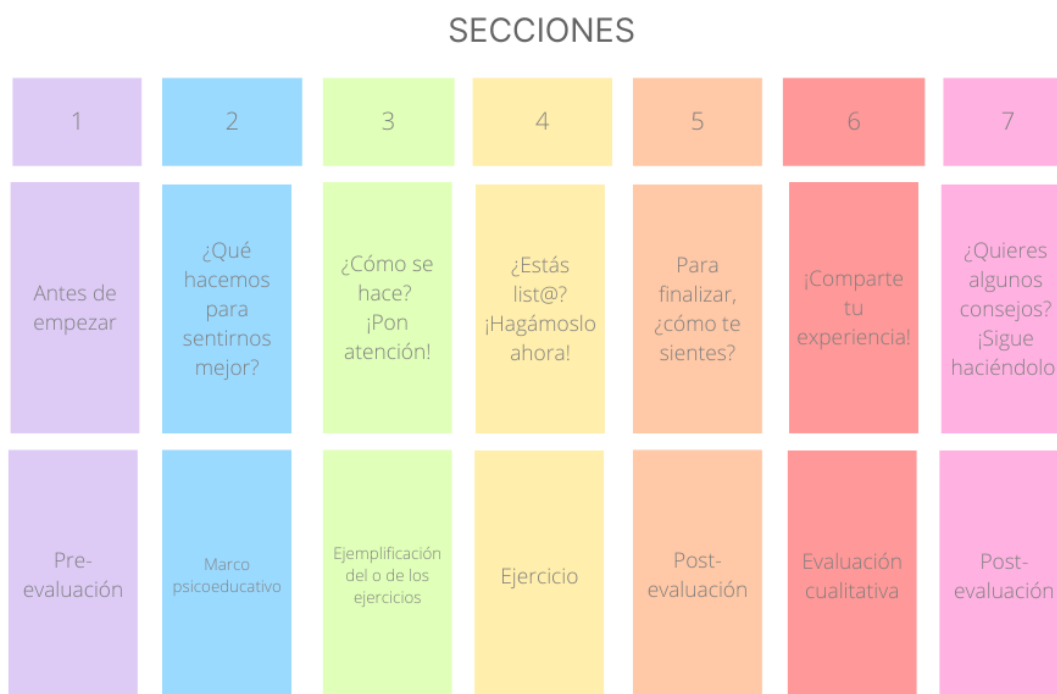 SECCIONES
1
2
3
4
5
6
7
Antes de
empezar
¿Qué
hacemos
para
sentirnos
mejor?
¿Cómo se
hace?
¡Pon
atención!
¿Estás
list@?
¡Hagámoslo
ahora!
Para
finalizar,
¿cómo te
sientes?
¡Comparte
tu
experiencia!
¿Quieres
algunos
consejos?
¡Sigue
haciéndolo
Pre-
evaluación
Marco
psicoeducativo
Ejemplificación
del o de los
ejercicios
Ejercicio
Post-
evaluación
Evaluación
cualitativa
Post-
evaluación